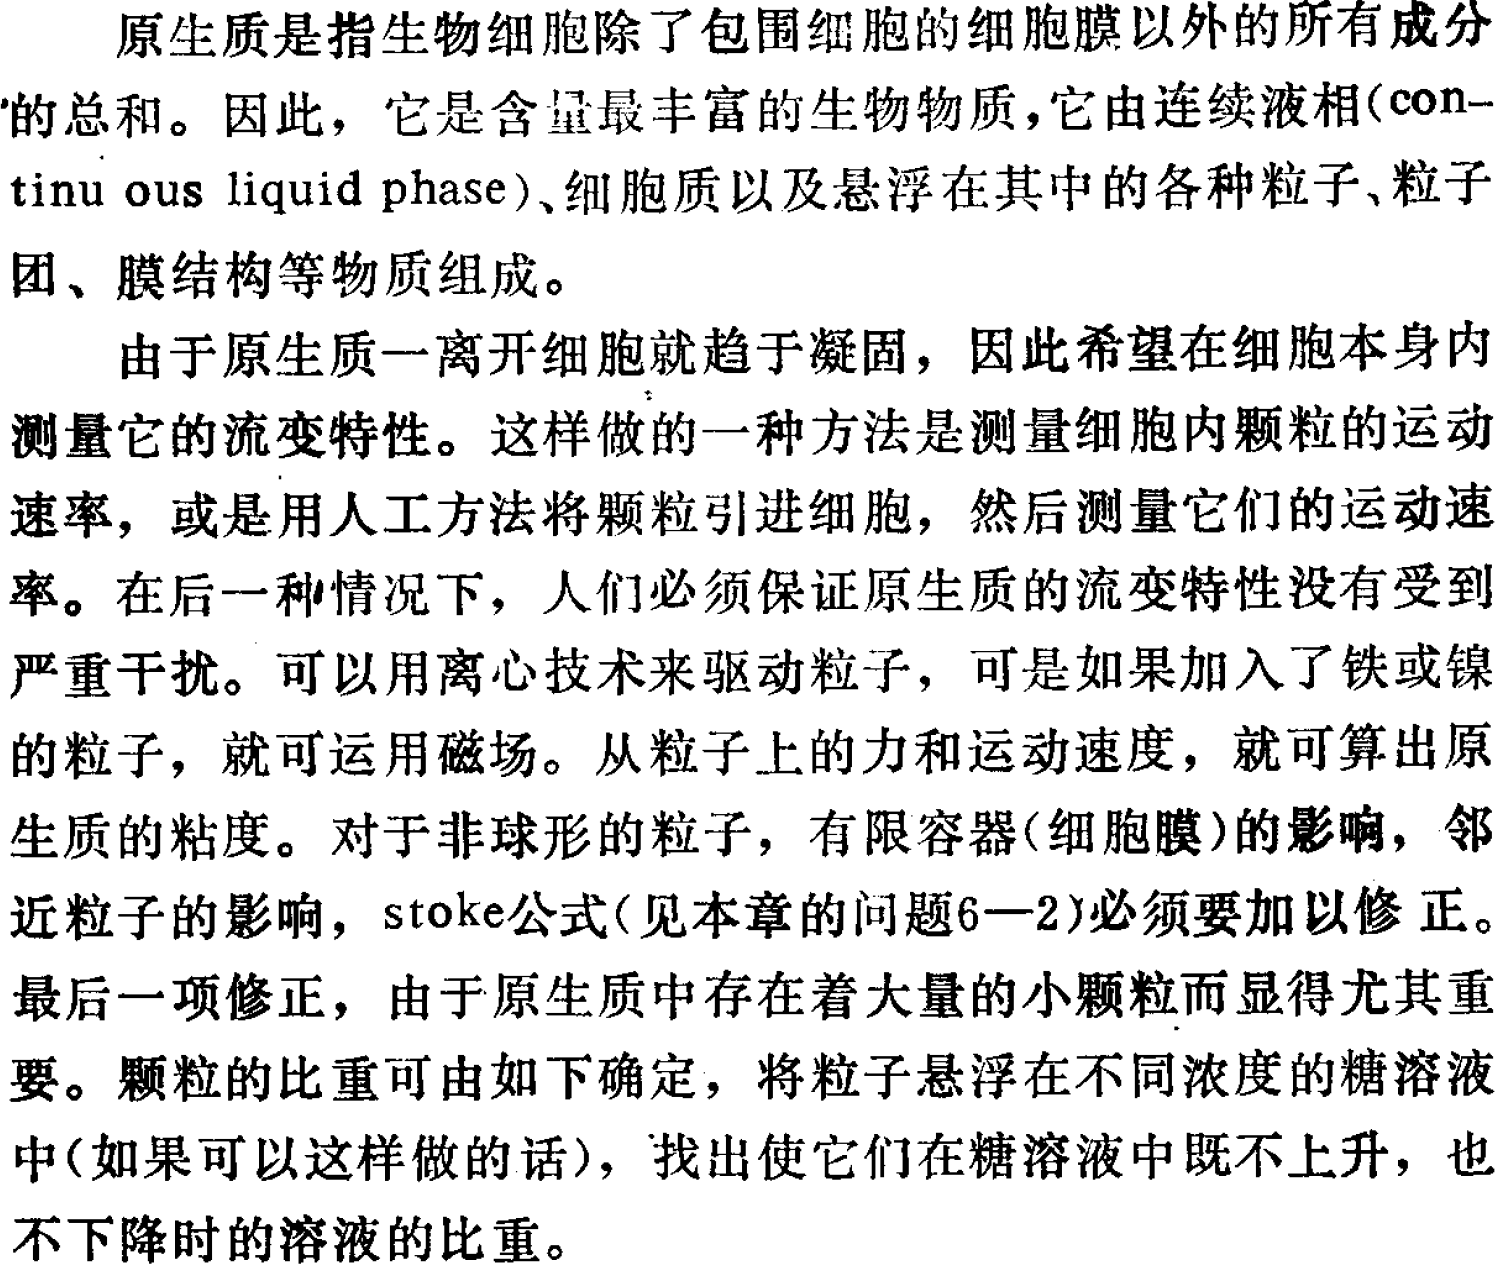 原生质是指生物细胞除了包围细胞的细胞膜以外的所有成分
的总和。因此，它是含量最丰富的生物物质，它由连续液相(con-
tinu ous liquid phase)、细胞质以及悬浮在其中的各种粒子、粒子
团、膜结构等物质组成。
由于原生质一离开细胞就趋于凝固，因此希望在细胞本身内
测量它的流变特性。这样做的一种方法是测量细胞内颗粒的运动
速率，或是用人工方法将颗粒引进细胞，然后测量它们的运动速
率。在后一种情况下，人们必须保证原生质的流变特性没有受到
严重干扰。可以用离心技术来驱动粒子，可是如果加入了铁或镍
的粒子，就可运用磁场。从粒子上的力和运动速度，就可算出原
生质的粘度。对于非球形的粒子，有限容器(细胞膜)的影响，邻
近粒子的影响，stoke公式(见本章的问题6—2)必须要加以修 正。
最后一项修正，由于原生质中存在着大量的小颗粒而显得尤其重
要。颗粒的比重可由如下确定，将粒子悬浮在不同浓度的糖溶液
中(如果可以这样做的话)，找出使它们在糖溶液中既不上升，也
不下降时的溶液的比重。